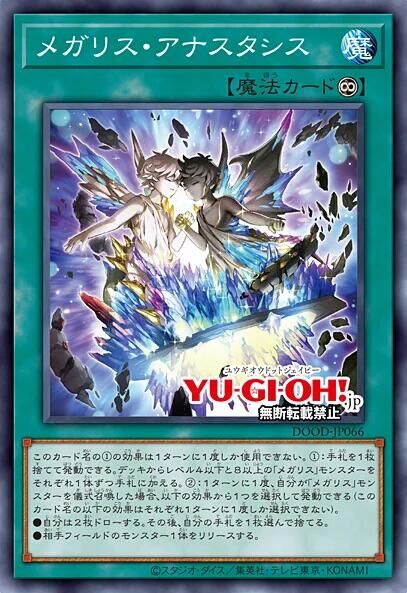 メガリス・アナスタシス
魔
【魔法カード】
ユウギオウドットジェイピー
YU-GI-OH!.jp
無断転載禁止
DOOD-JP066
このカード名の①の効果は1ターンに1度しか使用できない。①:手札を1枚
捨てて発動できる。デッキからレベル4以下と8以上の「メガリス」モンスターを
それぞれ1体ずつ手札に加える。②:1ターンに1度、自分が「メガリス」モン
スターを儀式召喚した場合、以下の効果から1つを選択して発動できる(この
カード名の以下の効果はそれぞれ1ターンに1度しか選択できない)。
●自分は2枚ドローする。その後、自分の手札を1枚選んで捨てる。
●相手フィールドのモンスター1体をリリースする。
©スタジオ・ダイス/集英社・テレビ東京・KONAMI